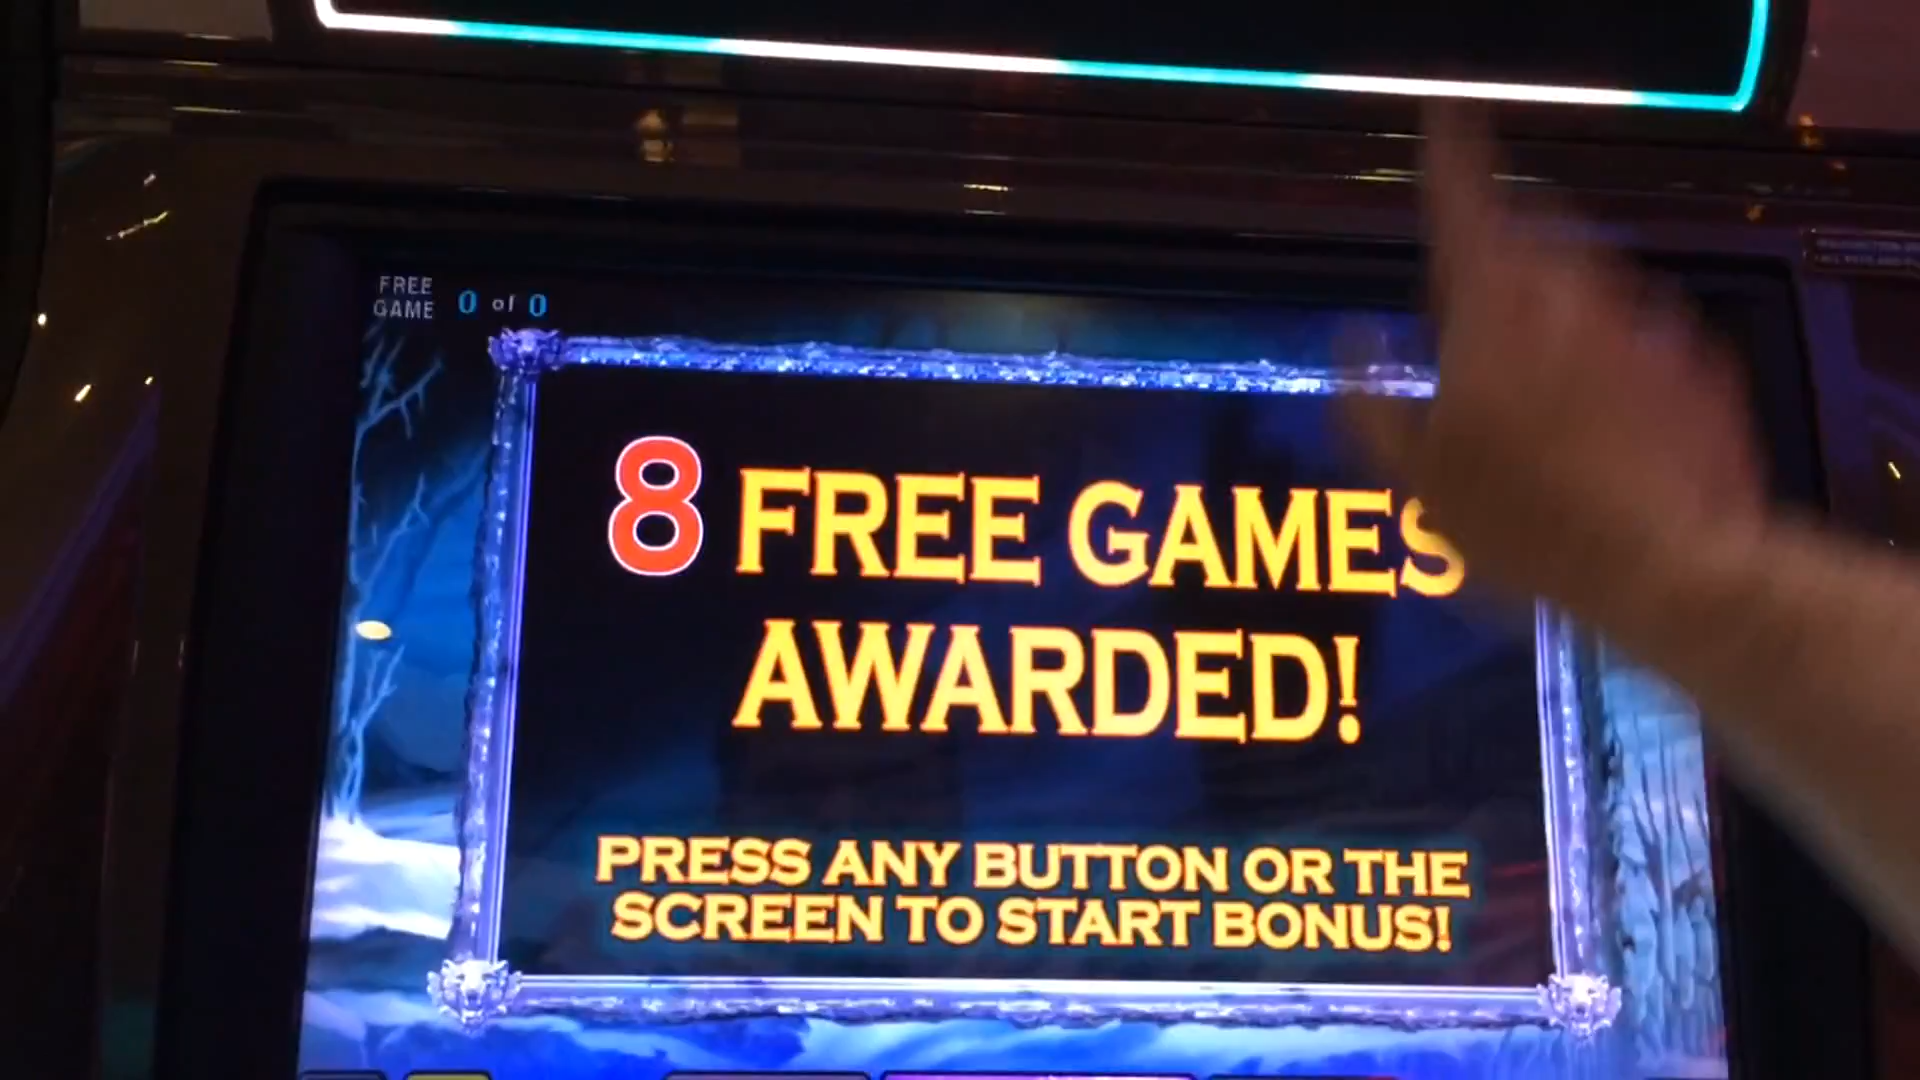 FREE
GAME 0 of 0
8 FREE GAMES
AWARDED!
PRESS ANY BUTTON OR THE
SCREEN TO START BONUS!